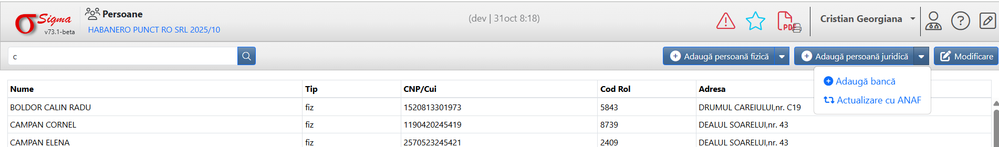 σ Sigma
v73.1-beta
Persoane
HABANERO PUNCT RO SRL 2025/10
(dev | 31oct 8:18)
PDF
Cristian Georgiana
?
c
Adaugă persoană fizică
Adaugă persoană juridică
Modificare
Adaugă bancă
Actualizare cu ANAF
Nume Tip CNP/Cui Cod Rol Adresa
BOLDOR CALIN RADU fiz 1520813301973 5843 DRUMUL CAREIULUI,nr. C19
CAMPAN CORNEL fiz 1190420245419 8739 DEALUL SOARELUI,nr. 43
CAMPAN ELENA fiz 2570523245421 2409 DEALUL SOARELUI,nr. 43